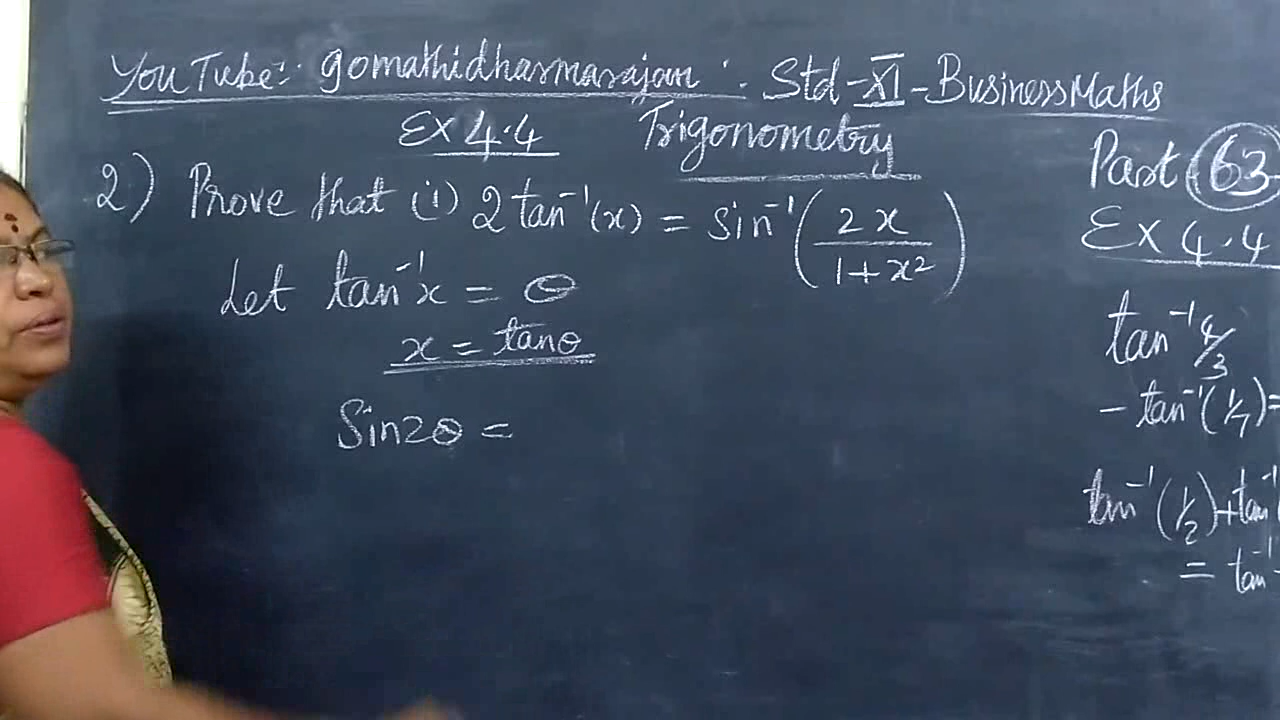 YouTube:- gomathidharmarajan :- Std-XI-BusinessMaths
Ex 4.4 Trigonometry
Part 63
Ex 4.4
2) Prove that (i) 2 tan⁻¹(x) = sin⁻¹(2x/1+x²)
Let tan⁻¹x = θ
x = tanθ
Sin2θ =
tan⁻¹ 4/3
- tan⁻¹(1/7) =
tan⁻¹(1/2) + tan⁻¹
= tan⁻¹